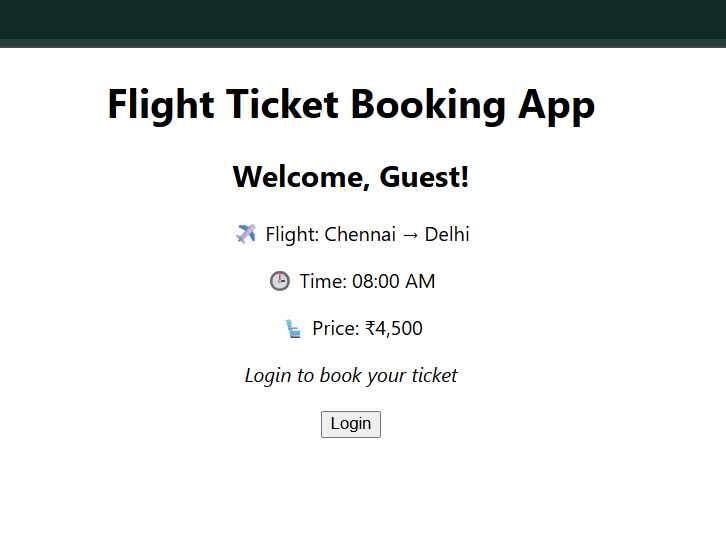 Flight Ticket Booking App
Welcome, Guest!
✈️ Flight: Chennai → Delhi
🕒 Time: 08:00 AM
💺 Price: ₹4,500
Login to book your ticket
Login